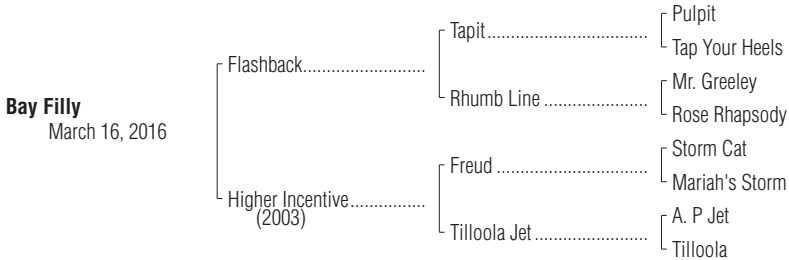 Pulpit
Tapit
Tap Your Heels
Flashback
Mr. Greeley
Rhumb Line
Rose Rhapsody
Bay Filly
March 16, 2016
Storm Cat
Freud
Mariah's Storm
Higher Incentive
(2003)
A. P Jet
Tilloola Jet
Tilloola